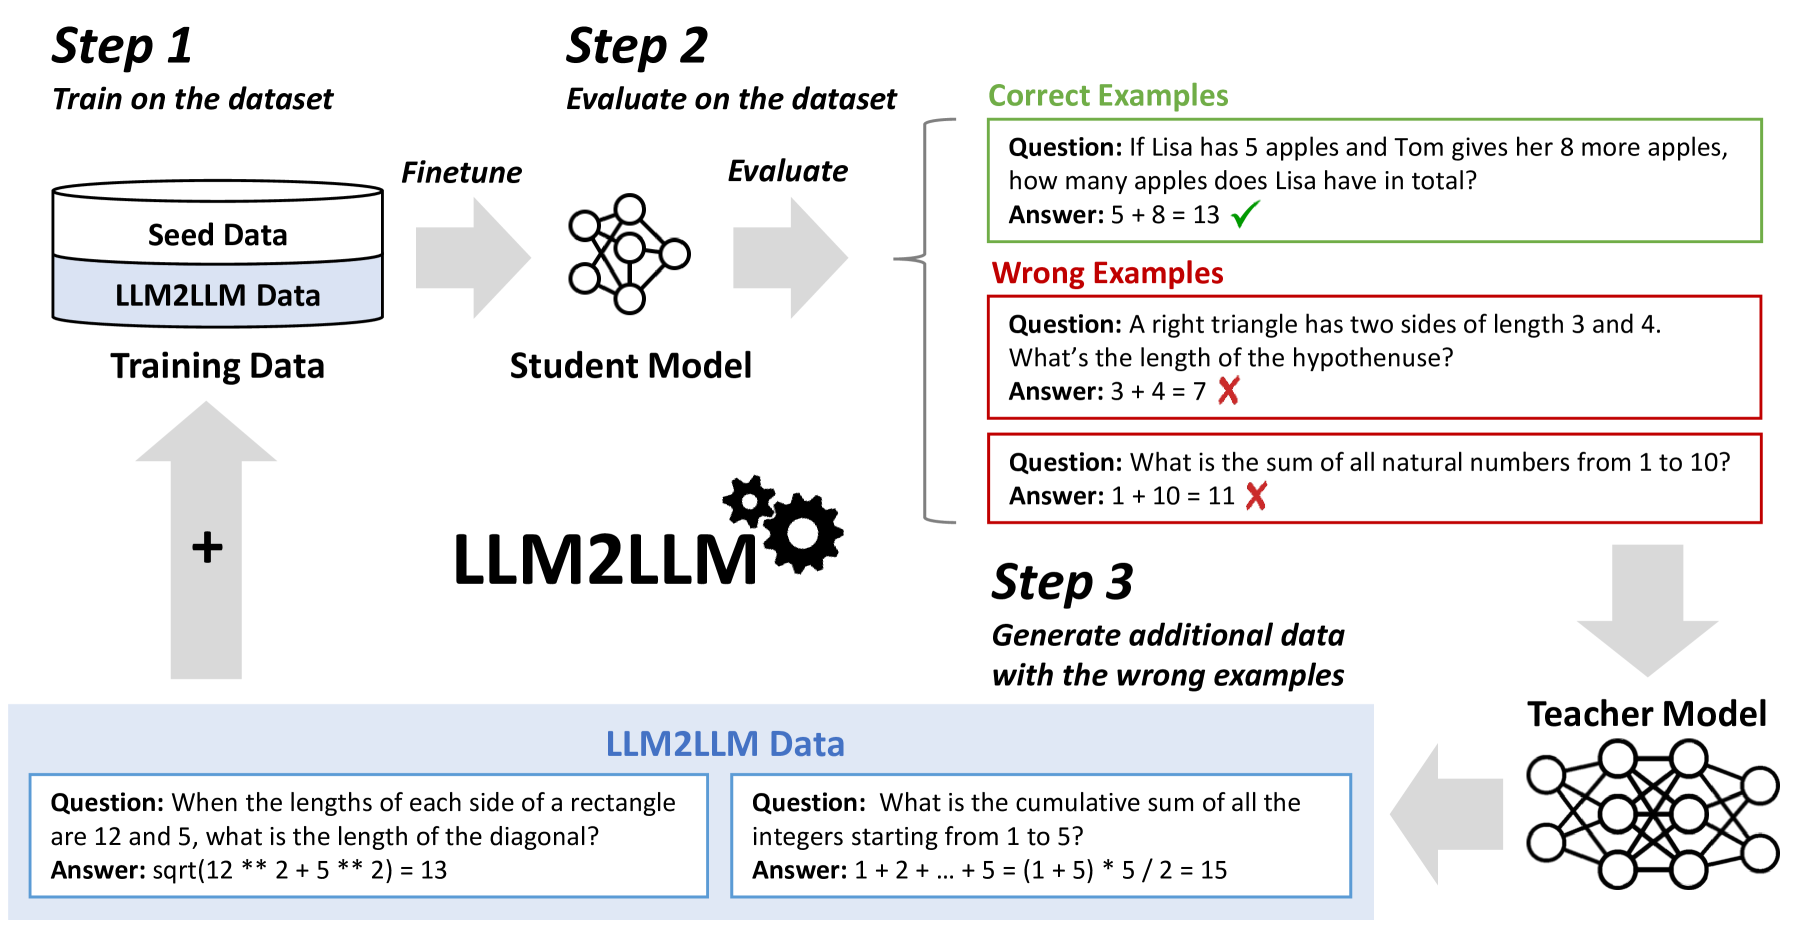 Step 1
Train on the dataset
Step 2
Evaluate on the dataset
Finetune
Evaluate
Seed Data
LLM2LLM Data
Training Data
Student Model
Correct Examples
Question: If Lisa has 5 apples and Tom gives her 8 more apples,
how many apples does Lisa have in total?
Answer: 5 + 8 = 13 ✓
Wrong Examples
Question: A right triangle has two sides of length 3 and 4.
What's the length of the hypothenuse?
Answer: 3 + 4 = 7 ✗
Question: What is the sum of all natural numbers from 1 to 10?
Answer: 1 + 10 = 11 ✗
+
LLM2LLM
Step 3
Generate additional data
with the wrong examples
Teacher Model
LLM2LLM Data
Question: When the lengths of each side of a rectangle
are 12 and 5, what is the length of the diagonal?
Answer: sqrt(12 ** 2 + 5 ** 2) = 13
Question: What is the cumulative sum of all the
integers starting from 1 to 5?
Answer: 1 + 2 + ... + 5 = (1 + 5) * 5 / 2 = 15